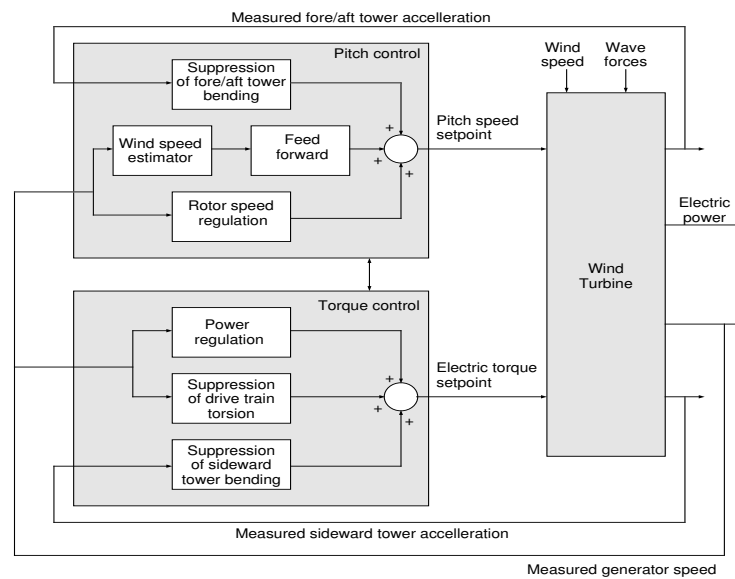 Measured fore/aft tower accelleration
Pitch control
Wind
speed
Wave
forces
Suppression
of fore/aft tower
bending
+
Pitch speed
setpoint
Wind speed
estimator
Feed
forward
+
+
Rotor speed
regulation
Electric
power
Wind
Turbine
Torque control
Power
regulation
+
Electric torque
setpoint
Suppression
of drive train
torsion
+
+
Suppression
of sideward
tower bending
Measured sideward tower accelleration
Measured generator speed